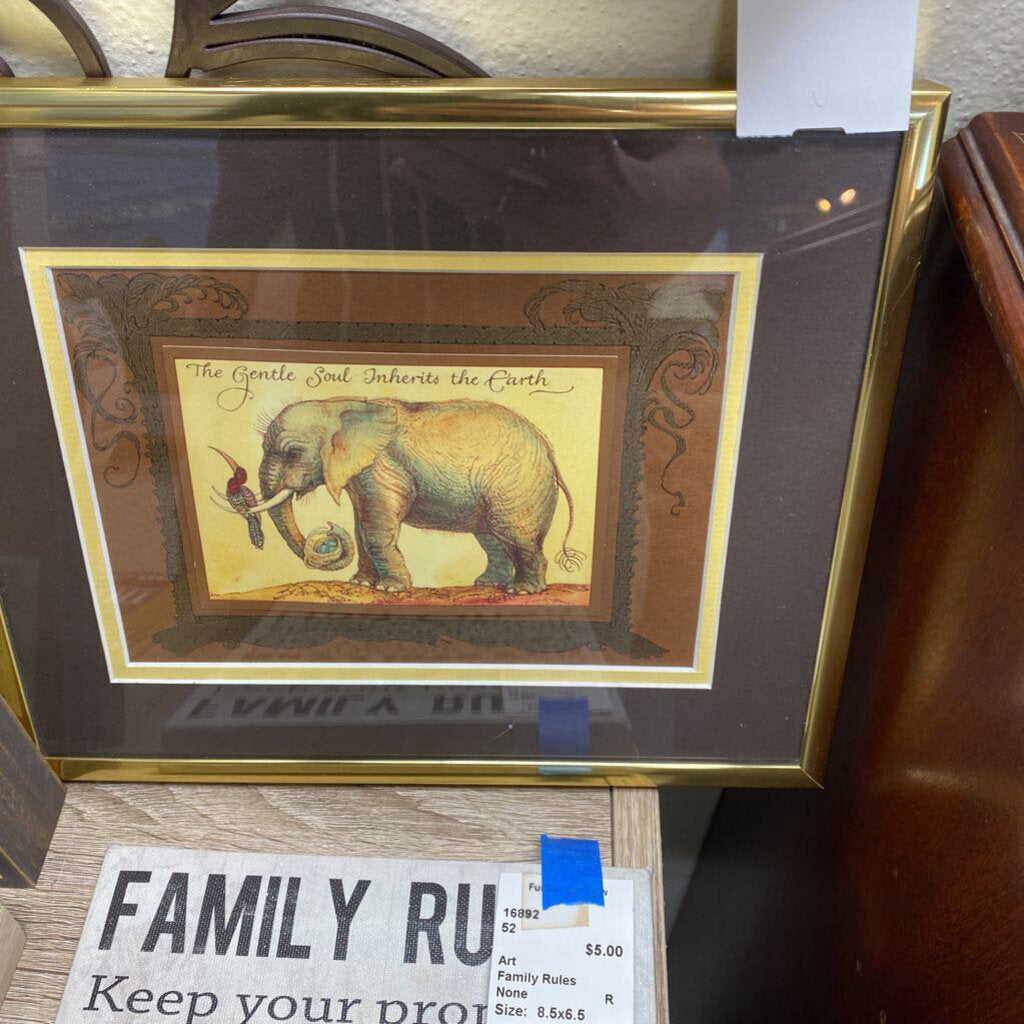 The Gentle Soul Inherits the Earth
FAMILY RU
Keep your
16892
52
$5.00
Art
Family Rules
None R
Size: 8.5x6.5